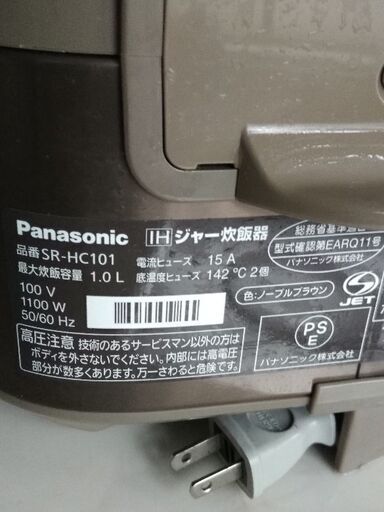 Panasonic IHジャー炊飯器
品番SR-HC101
最大炊飯容量 1.0L
電流ヒューズ 15 A
底温度ヒューズ 142℃2個
100 V
1100 W
50/60 Hz
総務省基準適合
型式確認第EARQ11号
パナソニック株式会社
色:ノーブルブラウン
JET
PS
E
パナソニック株式会社
高圧注意 技術のあるサービスマン以外の方は
ボディを外さないでください。内部には高電圧
部分が数多くあります。万一さわると危険です。